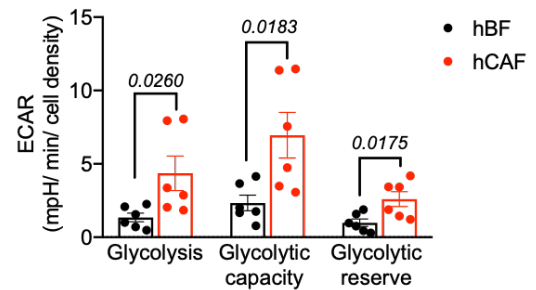 15
10
5
0
ECAR
(mpH/ min/ cell density)
0.0260
0.0183
0.0175
hBF
hCAF
Glycolysis
Glycolytic
capacity
Glycolytic
reserve